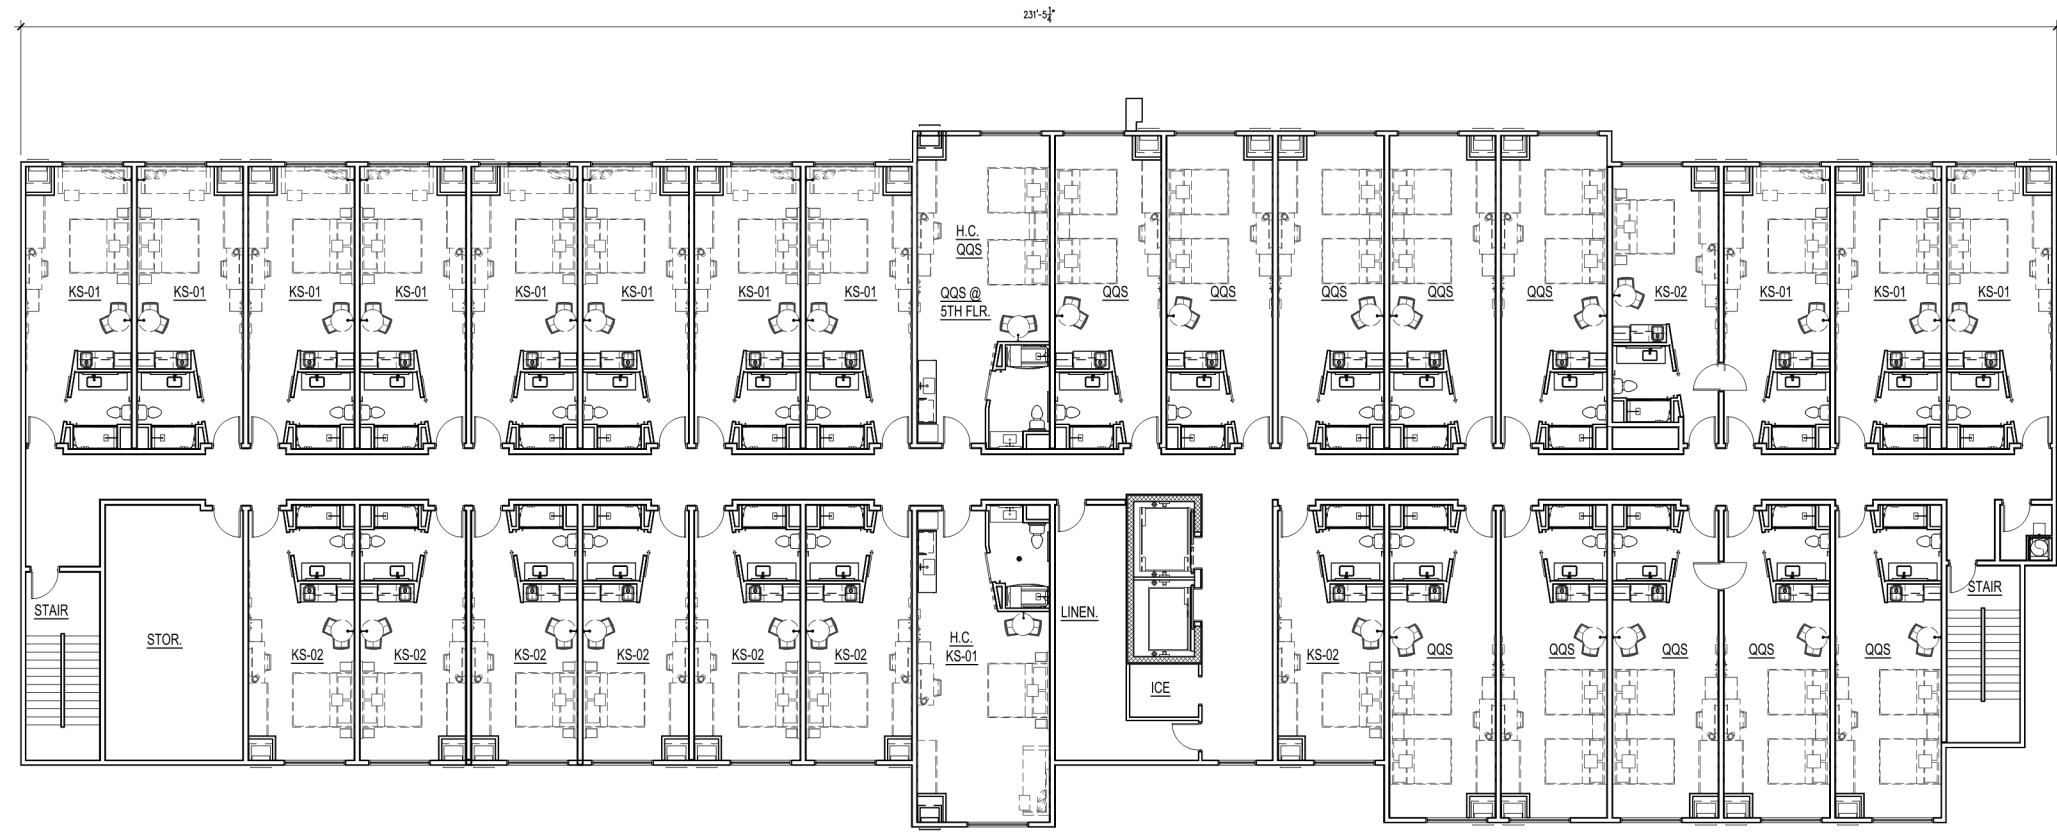 231'-5 1/4"
H.C.
QQS
KS-01
KS-01
KS-01
KS-01
KS-01
KS-01
KS-01
KS-01
QQS @
5TH FLR.
QQS
QQS
QQS
QQS
QQS
KS-02
KS-01
KS-01
KS-01
STAIR
STOR.
LINEN.
STAIR
H.C.
KS-01
KS-02
KS-02
KS-02
KS-02
KS-02
KS-02
KS-02
QQS
QQS
QQS
QQS
QQS
ICE